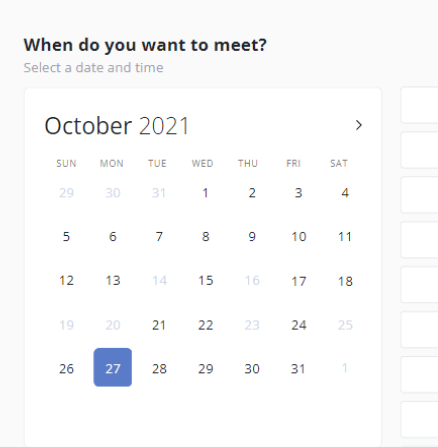 When do you want to meet?
Select a date and time
October 2021
SUN MON TUE WED THU FRI SAT
29 30 31 1 2 3 4
5 6 7 8 9 10 11
12 13 14 15 16 17 18
19 20 21 22 23 24 25
26 27 28 29 30 31 1